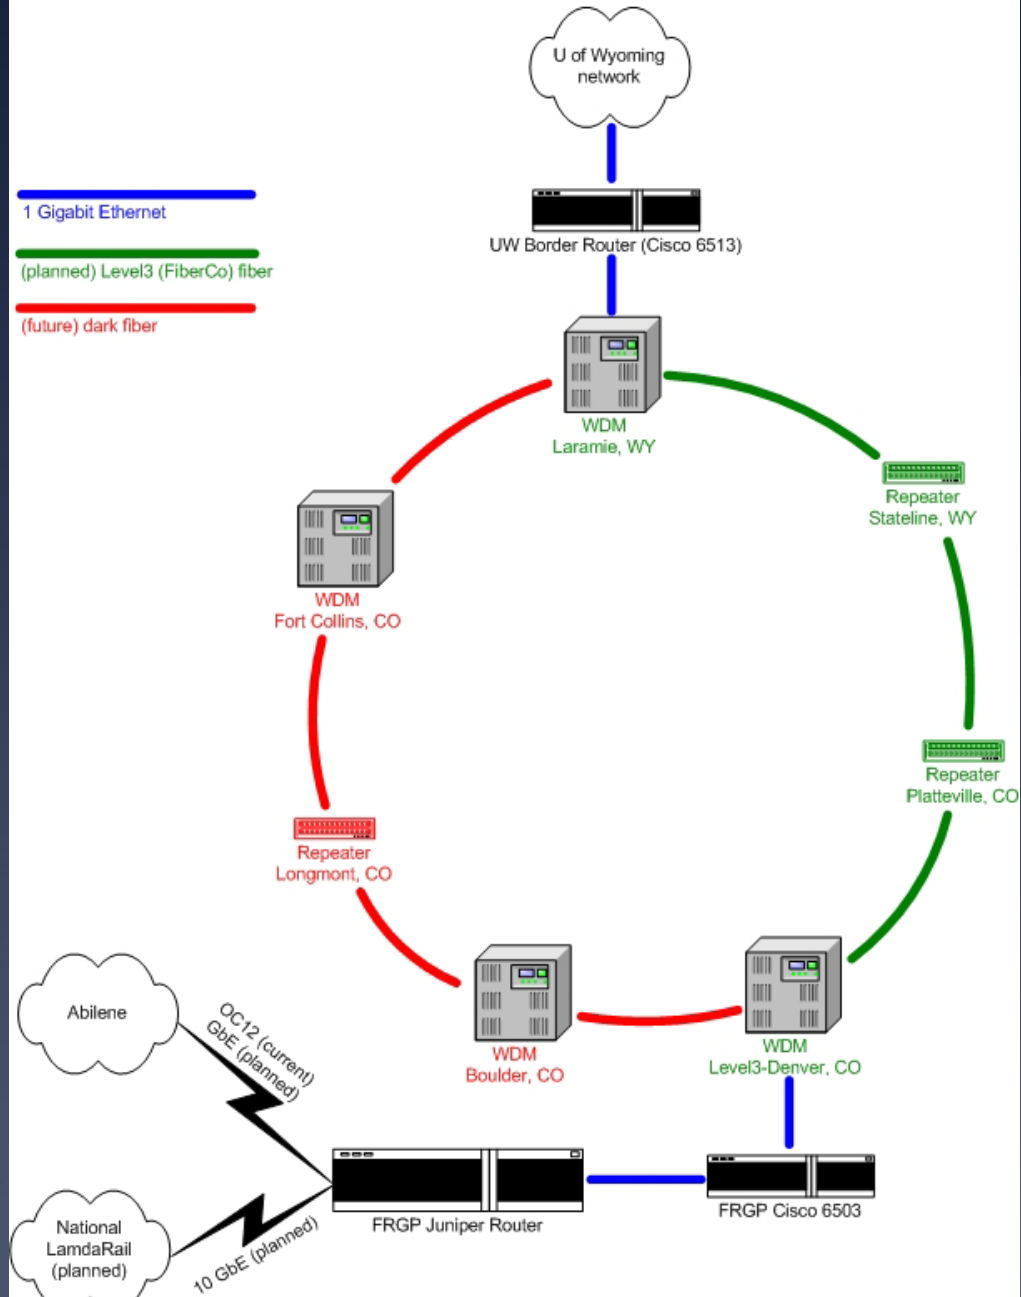 U of Wyoming
network
1 Gigabit Ethernet
UW Border Router (Cisco 6513)
(planned) Level3 (FiberCo) fiber
(future) dark fiber
WDM
Laramie, WY
Repeater
Stateline, WY
WDM
Fort Collins, CO
Repeater
Platteville, CO
Repeater
Longmont, CO
WDM
Boulder, CO
WDM
Level3-Denver, CO
Abilene
OC12 (current)
GbE (planned)
FRGP Juniper Router
FRGP Cisco 6503
National
LamdaRail
(planned)
10 GbE (planned)